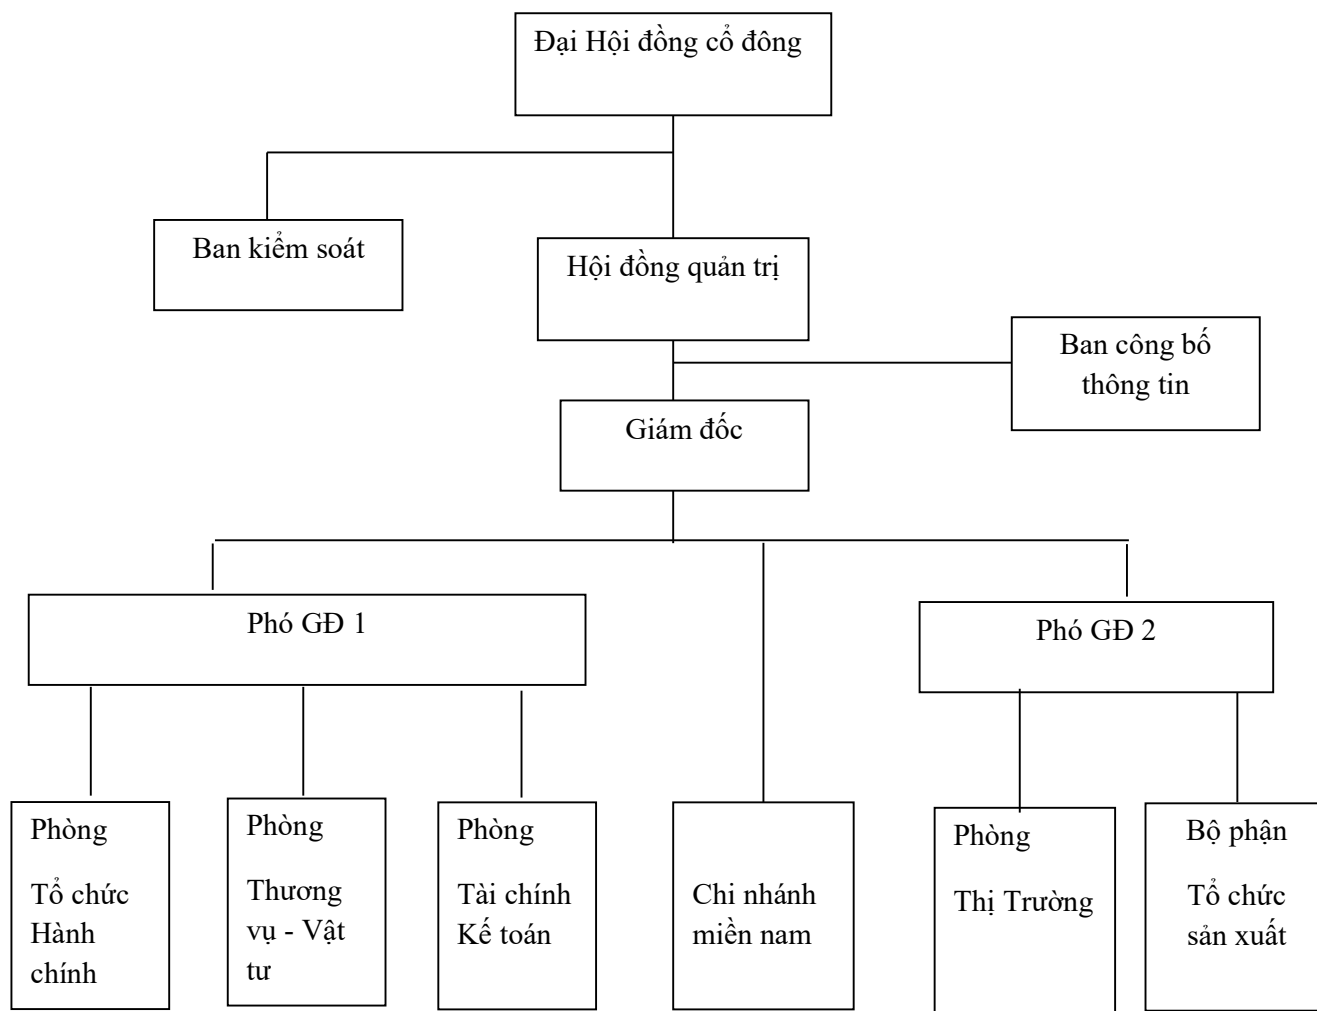 Đại Hội đồng cổ đông
Ban kiểm soát
Hội đồng quản trị
Ban công bố
thông tin
Giám đốc
Phó GĐ 1
Phó GĐ 2
Phòng
Tổ chức
Hành
chính
Phòng
Thương
vụ - Vật
tư
Phòng
Tài chính
Kế toán
Chi nhánh
miền nam
Phòng
Thị Trường
Bộ phận
Tổ chức
sản xuất